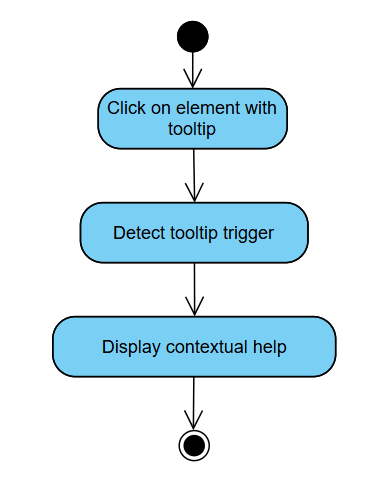 Click on element with
tooltip
Detect tooltip trigger
Display contextual help